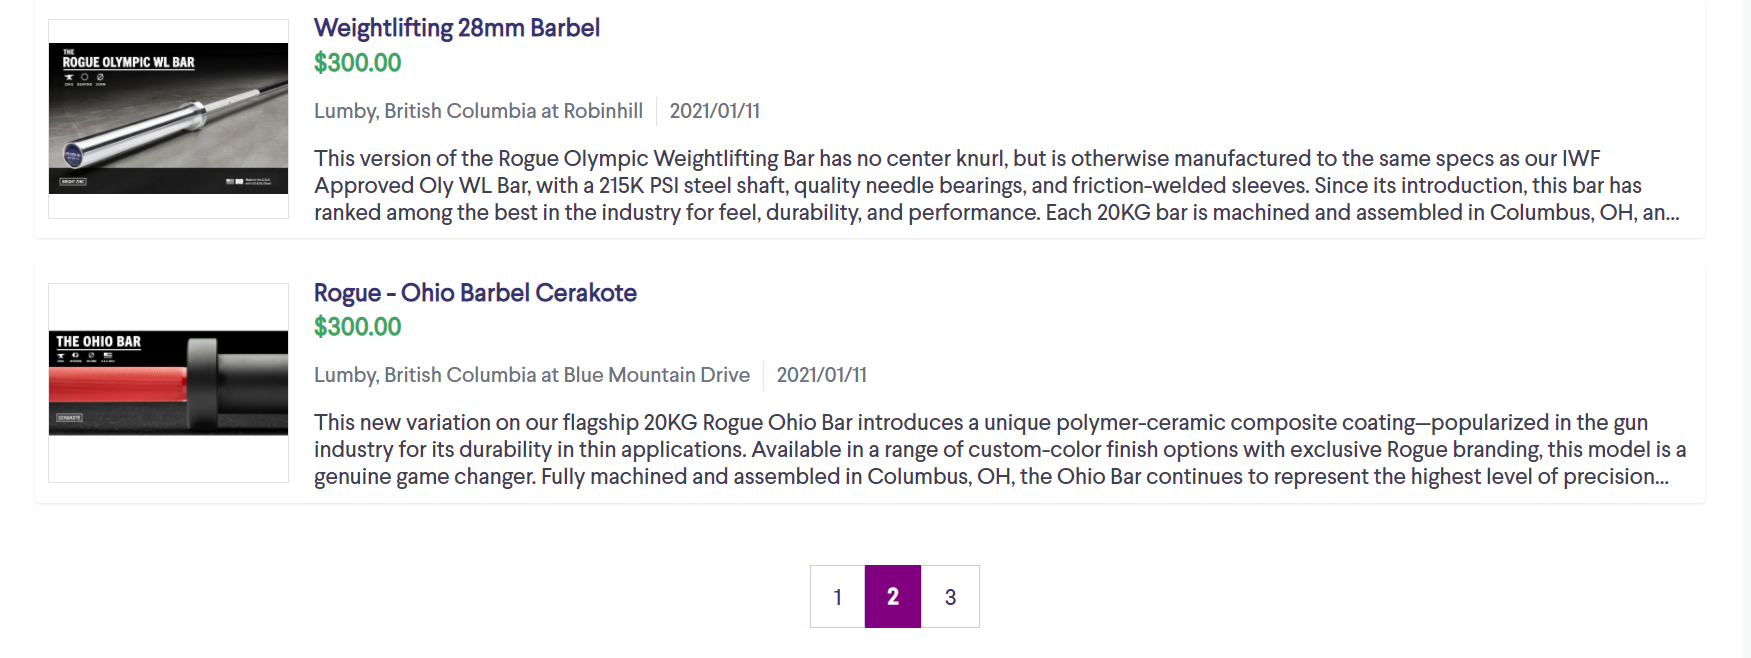 Weightlifting 28mm Barbel
$300.00
THE
ROGUE OLYMPIC WL BAR
Lumby, British Columbia at Robinhill
2021/01/11
This version of the Rogue Olympic Weightlifting Bar has no center knurl, but is otherwise manufactured to the same specs as our IWF
Approved Oly WL Bar, with a 215K PSI steel shaft, quality needle bearings, and friction-welded sleeves. Since its introduction, this bar has
ranked among the best in the industry for feel, durability, and performance. Each 20KG bar is machined and assembled in Columbus, OH, an...
BRIGHT ZINC
Rogue - Ohio Barbel Cerakote
$300.00
THE OHIO BAR
Lumby, British Columbia at Blue Mountain Drive
2021/01/11
This new variation on our flagship 20KG Rogue Ohio Bar introduces a unique polymer-ceramic composite coating—popularized in the gun
industry for its durability in thin applications. Available in a range of custom-color finish options with exclusive Rogue branding, this model is a
genuine game changer. Fully machined and assembled in Columbus, OH, the Ohio Bar continues to represent the highest level of precision...
CERAKOTE
1
2
3